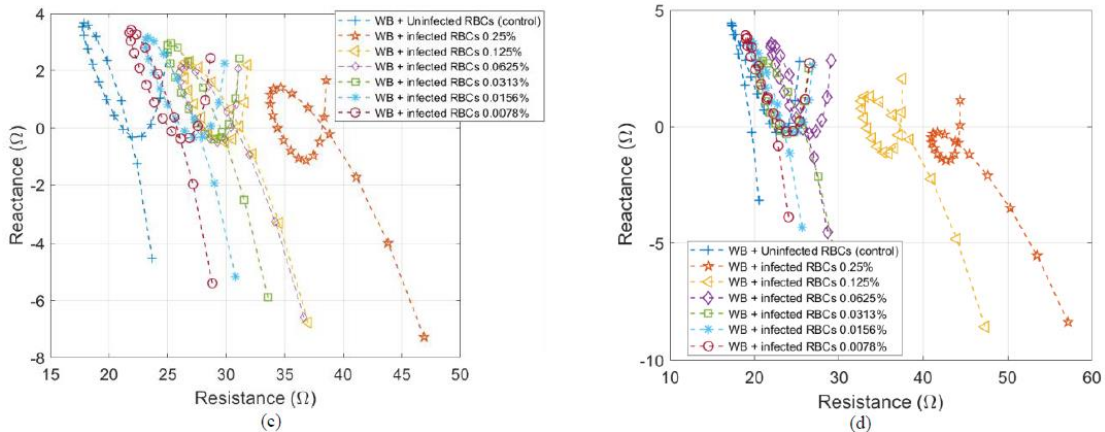 4
2
0
-2
-4
-6
-8
Reactance (Ω)
15 20 25 30 35 40 45 50
Resistance (Ω)
WB + Uninfected RBCs (control)
WB + infected RBCs 0.25%
WB + infected RBCs 0.125%
WB + infected RBCs 0.0625%
WB + infected RBCs 0.0313%
WB + infected RBCs 0.0156%
WB + infected RBCs 0.0078%
(c)
5
0
-5
-10
Reactance (Ω)
10 20 30 40 50 60
Resistance (Ω)
WB + Uninfected RBCs (control)
WB + infected RBCs 0.25%
WB + infected RBCs 0.125%
WB + infected RBCs 0.0625%
WB + infected RBCs 0.0313%
WB + infected RBCs 0.0156%
WB + infected RBCs 0.0078%
(d)